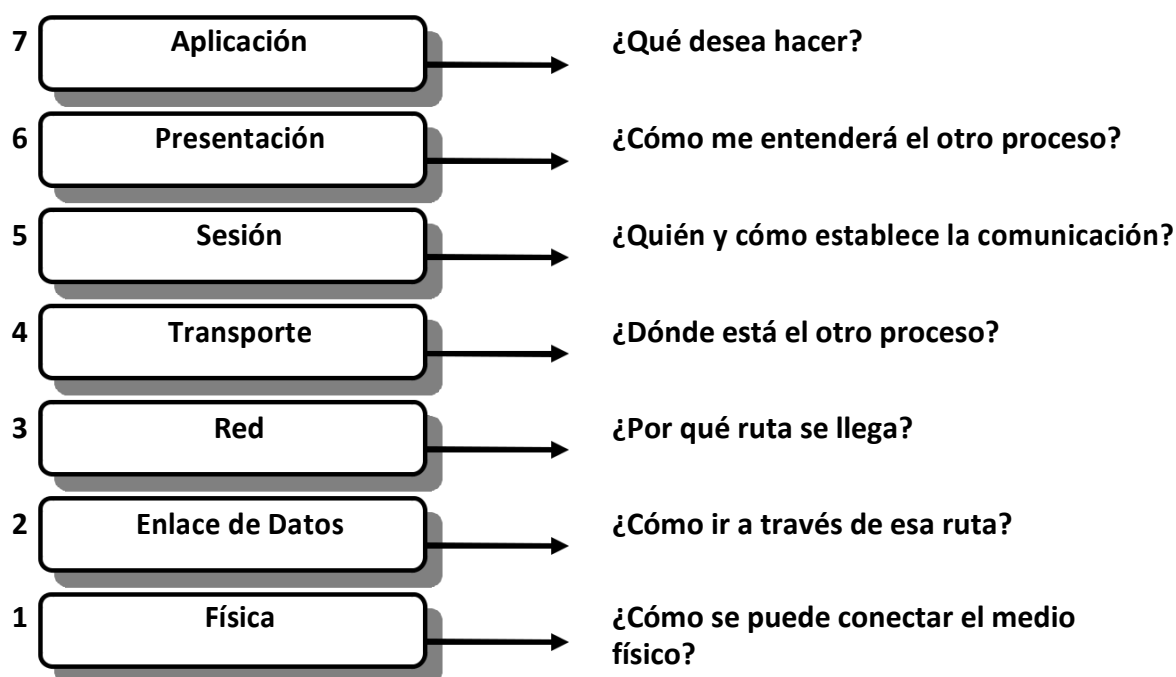 7 Aplicación ¿Qué desea hacer?
6 Presentación ¿Cómo me entenderá el otro proceso?
5 Sesión ¿Quién y cómo establece la comunicación?
4 Transporte ¿Dónde está el otro proceso?
3 Red ¿Por qué ruta se llega?
2 Enlace de Datos ¿Cómo ir a través de esa ruta?
1 Física ¿Cómo se puede conectar el medio
físico?